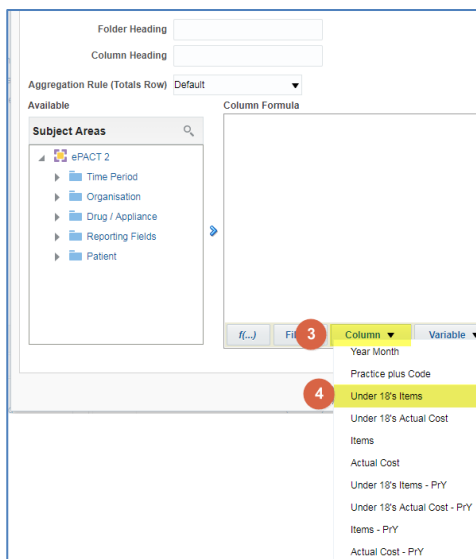 Folder Heading
Column Heading
Aggregation Rule (Totals Row) Default
Available Column Formula
Subject Areas
ePACT 2
Time Period
Organisation
Drug / Appliance
Reporting Fields
Patient
f(...) Fil 3 Column Variable
Year Month
Practice plus Code
4 Under 18's Items
Under 18's Actual Cost
Items
Actual Cost
Under 18's Items - PrY
Under 18's Actual Cost - PrY
Items - PrY
Actual Cost - PrY